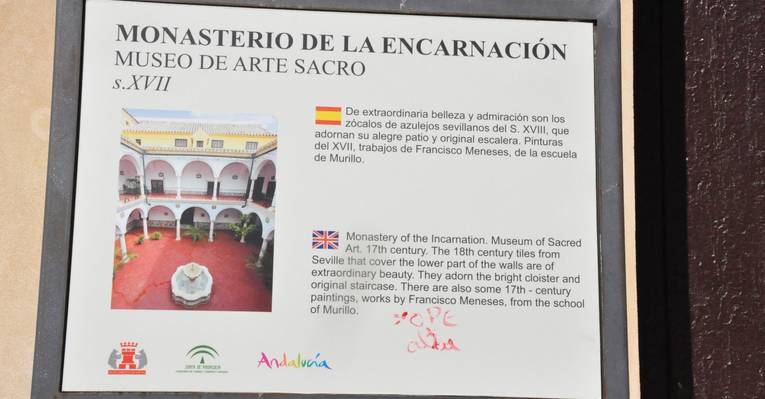 MONASTERIO DE LA ENCARNACIÓN
MUSEO DE ARTE SACRO
s.XVII
De extraordinaria belleza y admiración son los
zócalos de azulejos sevillanos del S. XVIII, que
adornan su alegre patio y original escalera. Pinturas
del XVII, trabajos de Francisco Meneses, de la escuela
de Murillo.
Monastery of the Incarnation. Museum of Sacred
Art. 17th century. The 18th century tiles from
Seville that cover the lower part of the walls are of
extraordinary beauty. They adorn the bright cloister and
original staircase. There are also some 17th - century
paintings, works by Francisco Meneses, from the school
of Murillo.
JUNTA DE ANDALUCIA
Andalucía